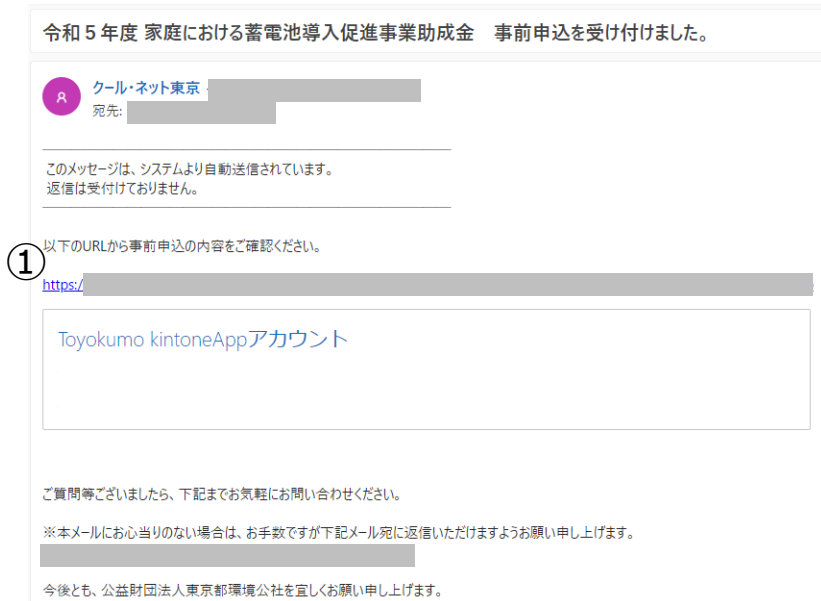 令和５年度 家庭における蓄電池導入促進事業助成金　事前申込を受け付けました。
クール・ネット東京
宛先:
このメッセージは、システムより自動送信されています。
返信は受付けておりません。
以下のURLから事前申込の内容をご確認ください。
①
https:/
Toyokumo kintoneAppアカウント
ご質問等ございましたら、下記までお気軽にお問い合わせください。
※本メールにお心当りのない場合は、お手数ですが下記メール宛に返信いただけますようお願い申し上げます。
今後とも、公益財団法人東京都環境公社を宜しくお願い申し上げます。